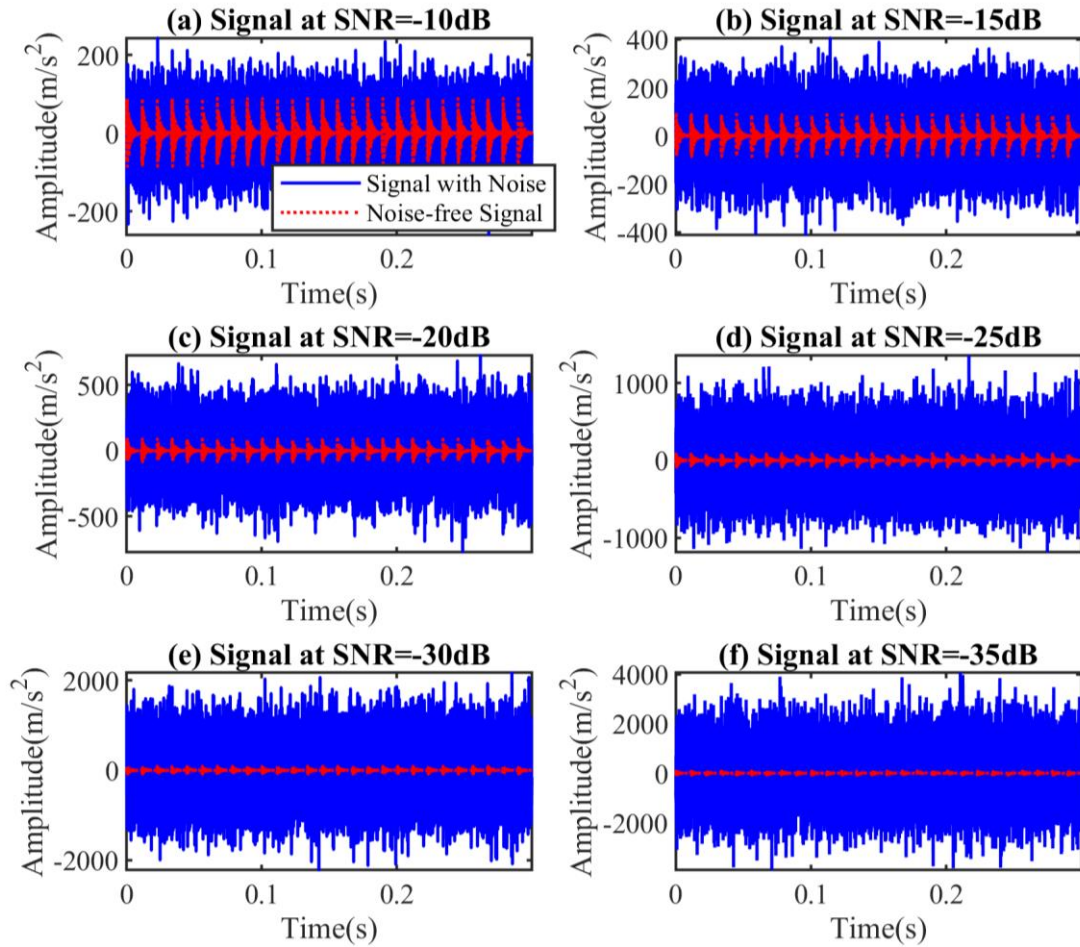 (a) Signal at SNR=-10dB
Amplitude(m/s²)
200
0
-200
Signal with Noise
Noise-free Signal
0 0.1 0.2
Time(s)
(b) Signal at SNR=-15dB
Amplitude(m/s²)
400
200
0
-200
-400
0 0.1 0.2
Time(s)
(c) Signal at SNR=-20dB
Amplitude(m/s²)
500
0
-500
0 0.1 0.2
Time(s)
(d) Signal at SNR=-25dB
Amplitude(m/s²)
1000
0
-1000
0 0.1 0.2
Time(s)
(e) Signal at SNR=-30dB
Amplitude(m/s²)
2000
0
-2000
0 0.1 0.2
Time(s)
(f) Signal at SNR=-35dB
Amplitude(m/s²)
4000
2000
0
-2000
0 0.1 0.2
Time(s)